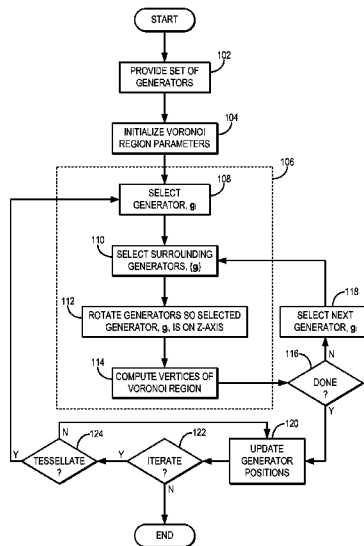 START
102
PROVIDE SET OF
GENERATORS
104
INITIALIZE VORONOI
REGION PARAMETERS
106
108
SELECT
GENERATOR, gi
110
SELECT SURROUNDING
GENERATORS, {g}
112
ROTATE GENERATORS SO SELECTED
GENERATOR, gi, IS ON Z-AXIS
114
COMPUTE VERTICES OF
VORONOI REGION
118
SELECT NEXT
GENERATOR, gi
116
N
DONE
?
Y
120
UPDATE
GENERATOR
POSITIONS
122
ITERATE
?
Y
N
124
N
TESSELLATE
?
Y
END